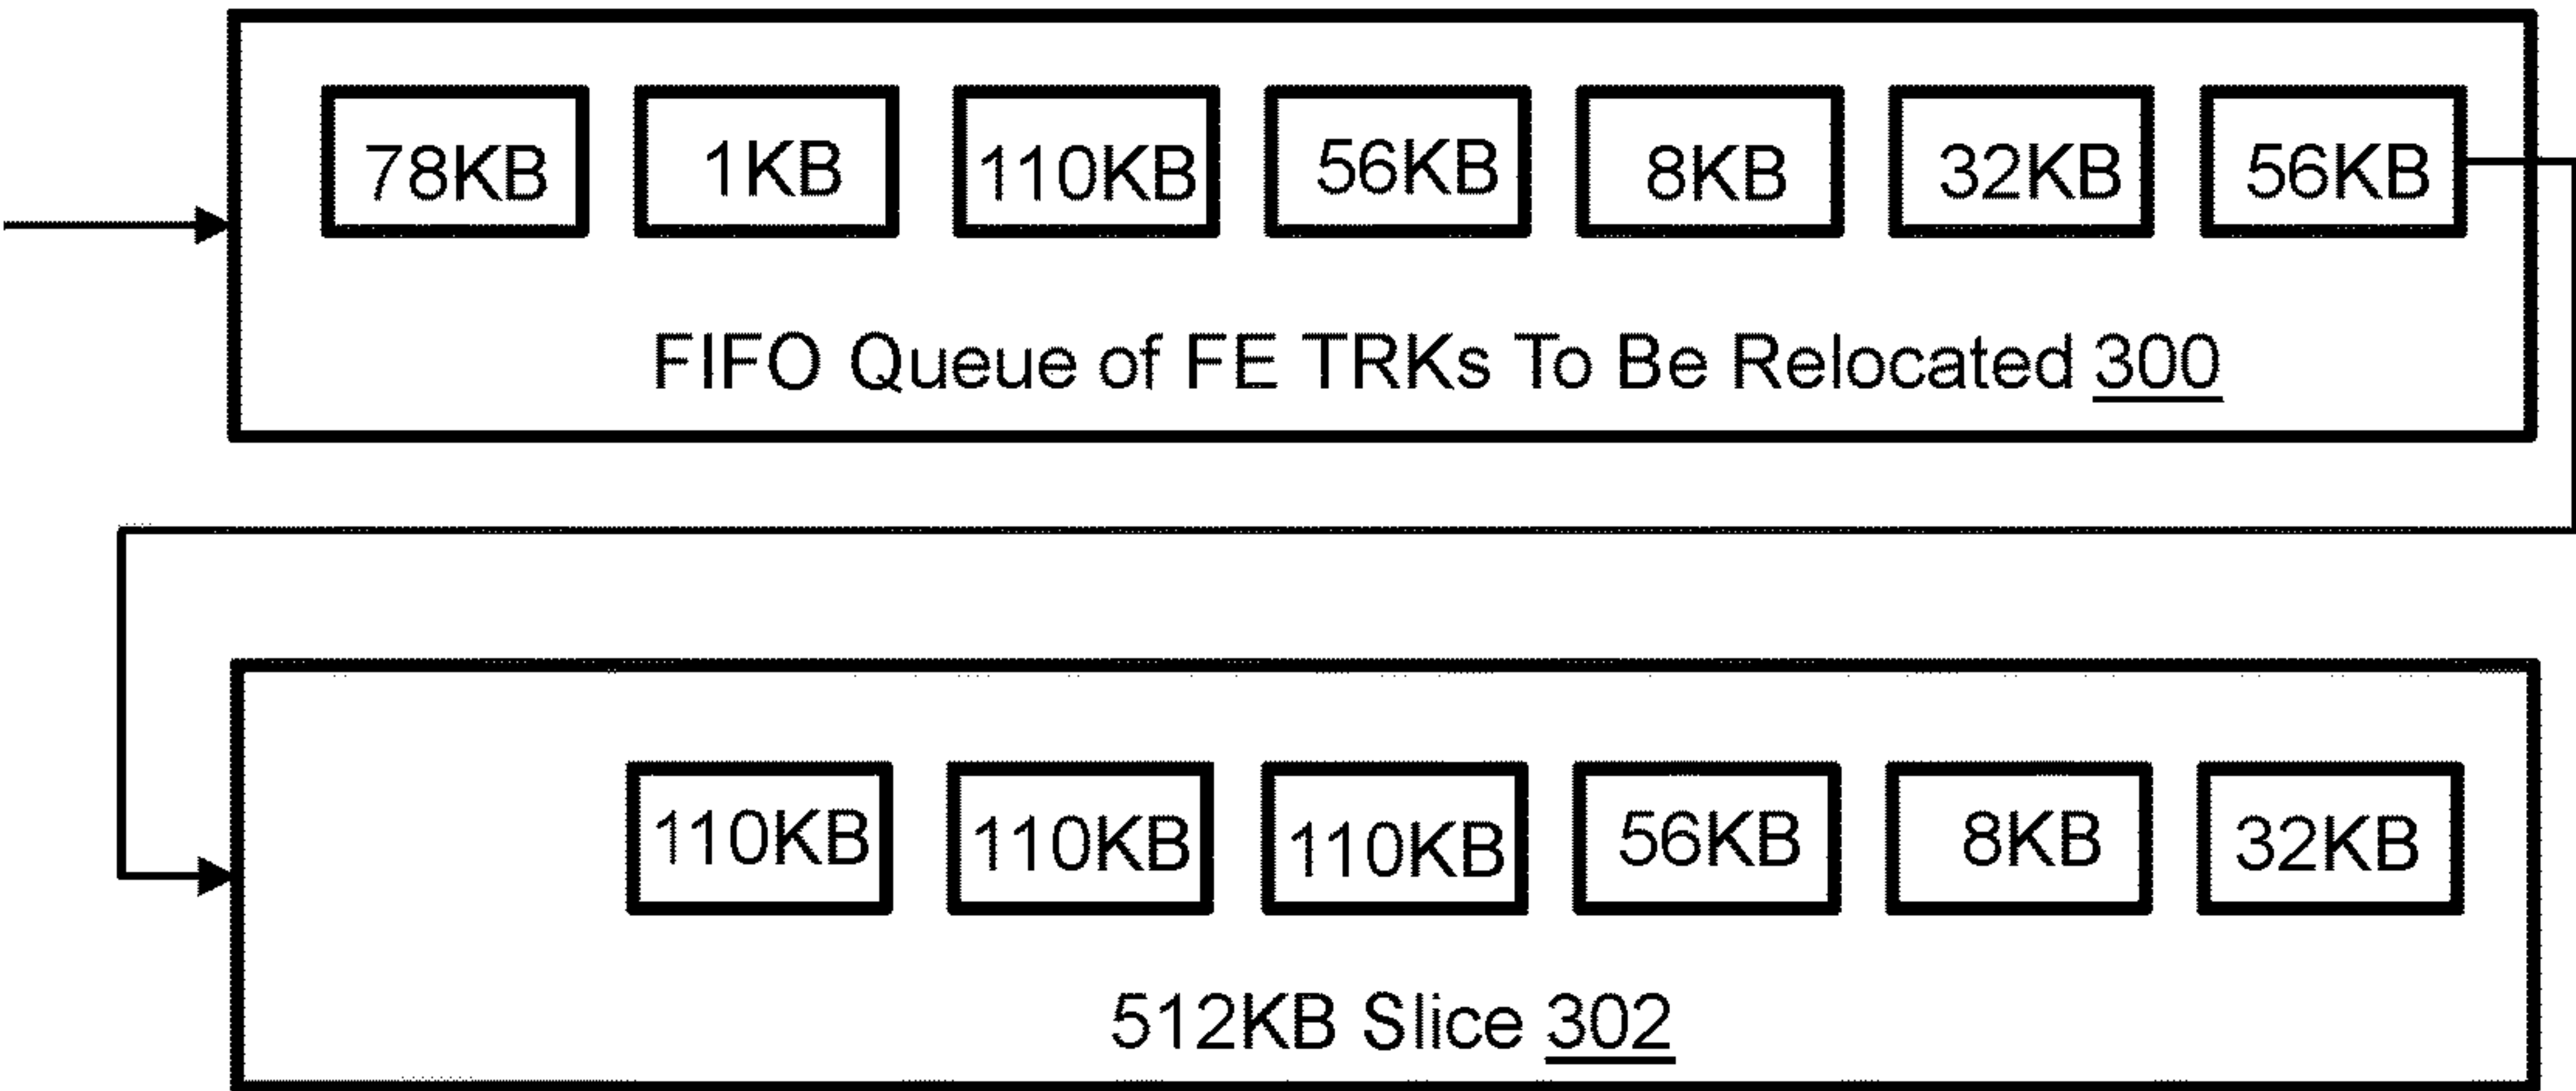 78KB 1KB 110KB 56KB 8KB 32KB 56KB
FIFO Queue of FE TRKs To Be Relocated 300
110KB 110KB 110KB 56KB 8KB 32KB
512KB Slice 302